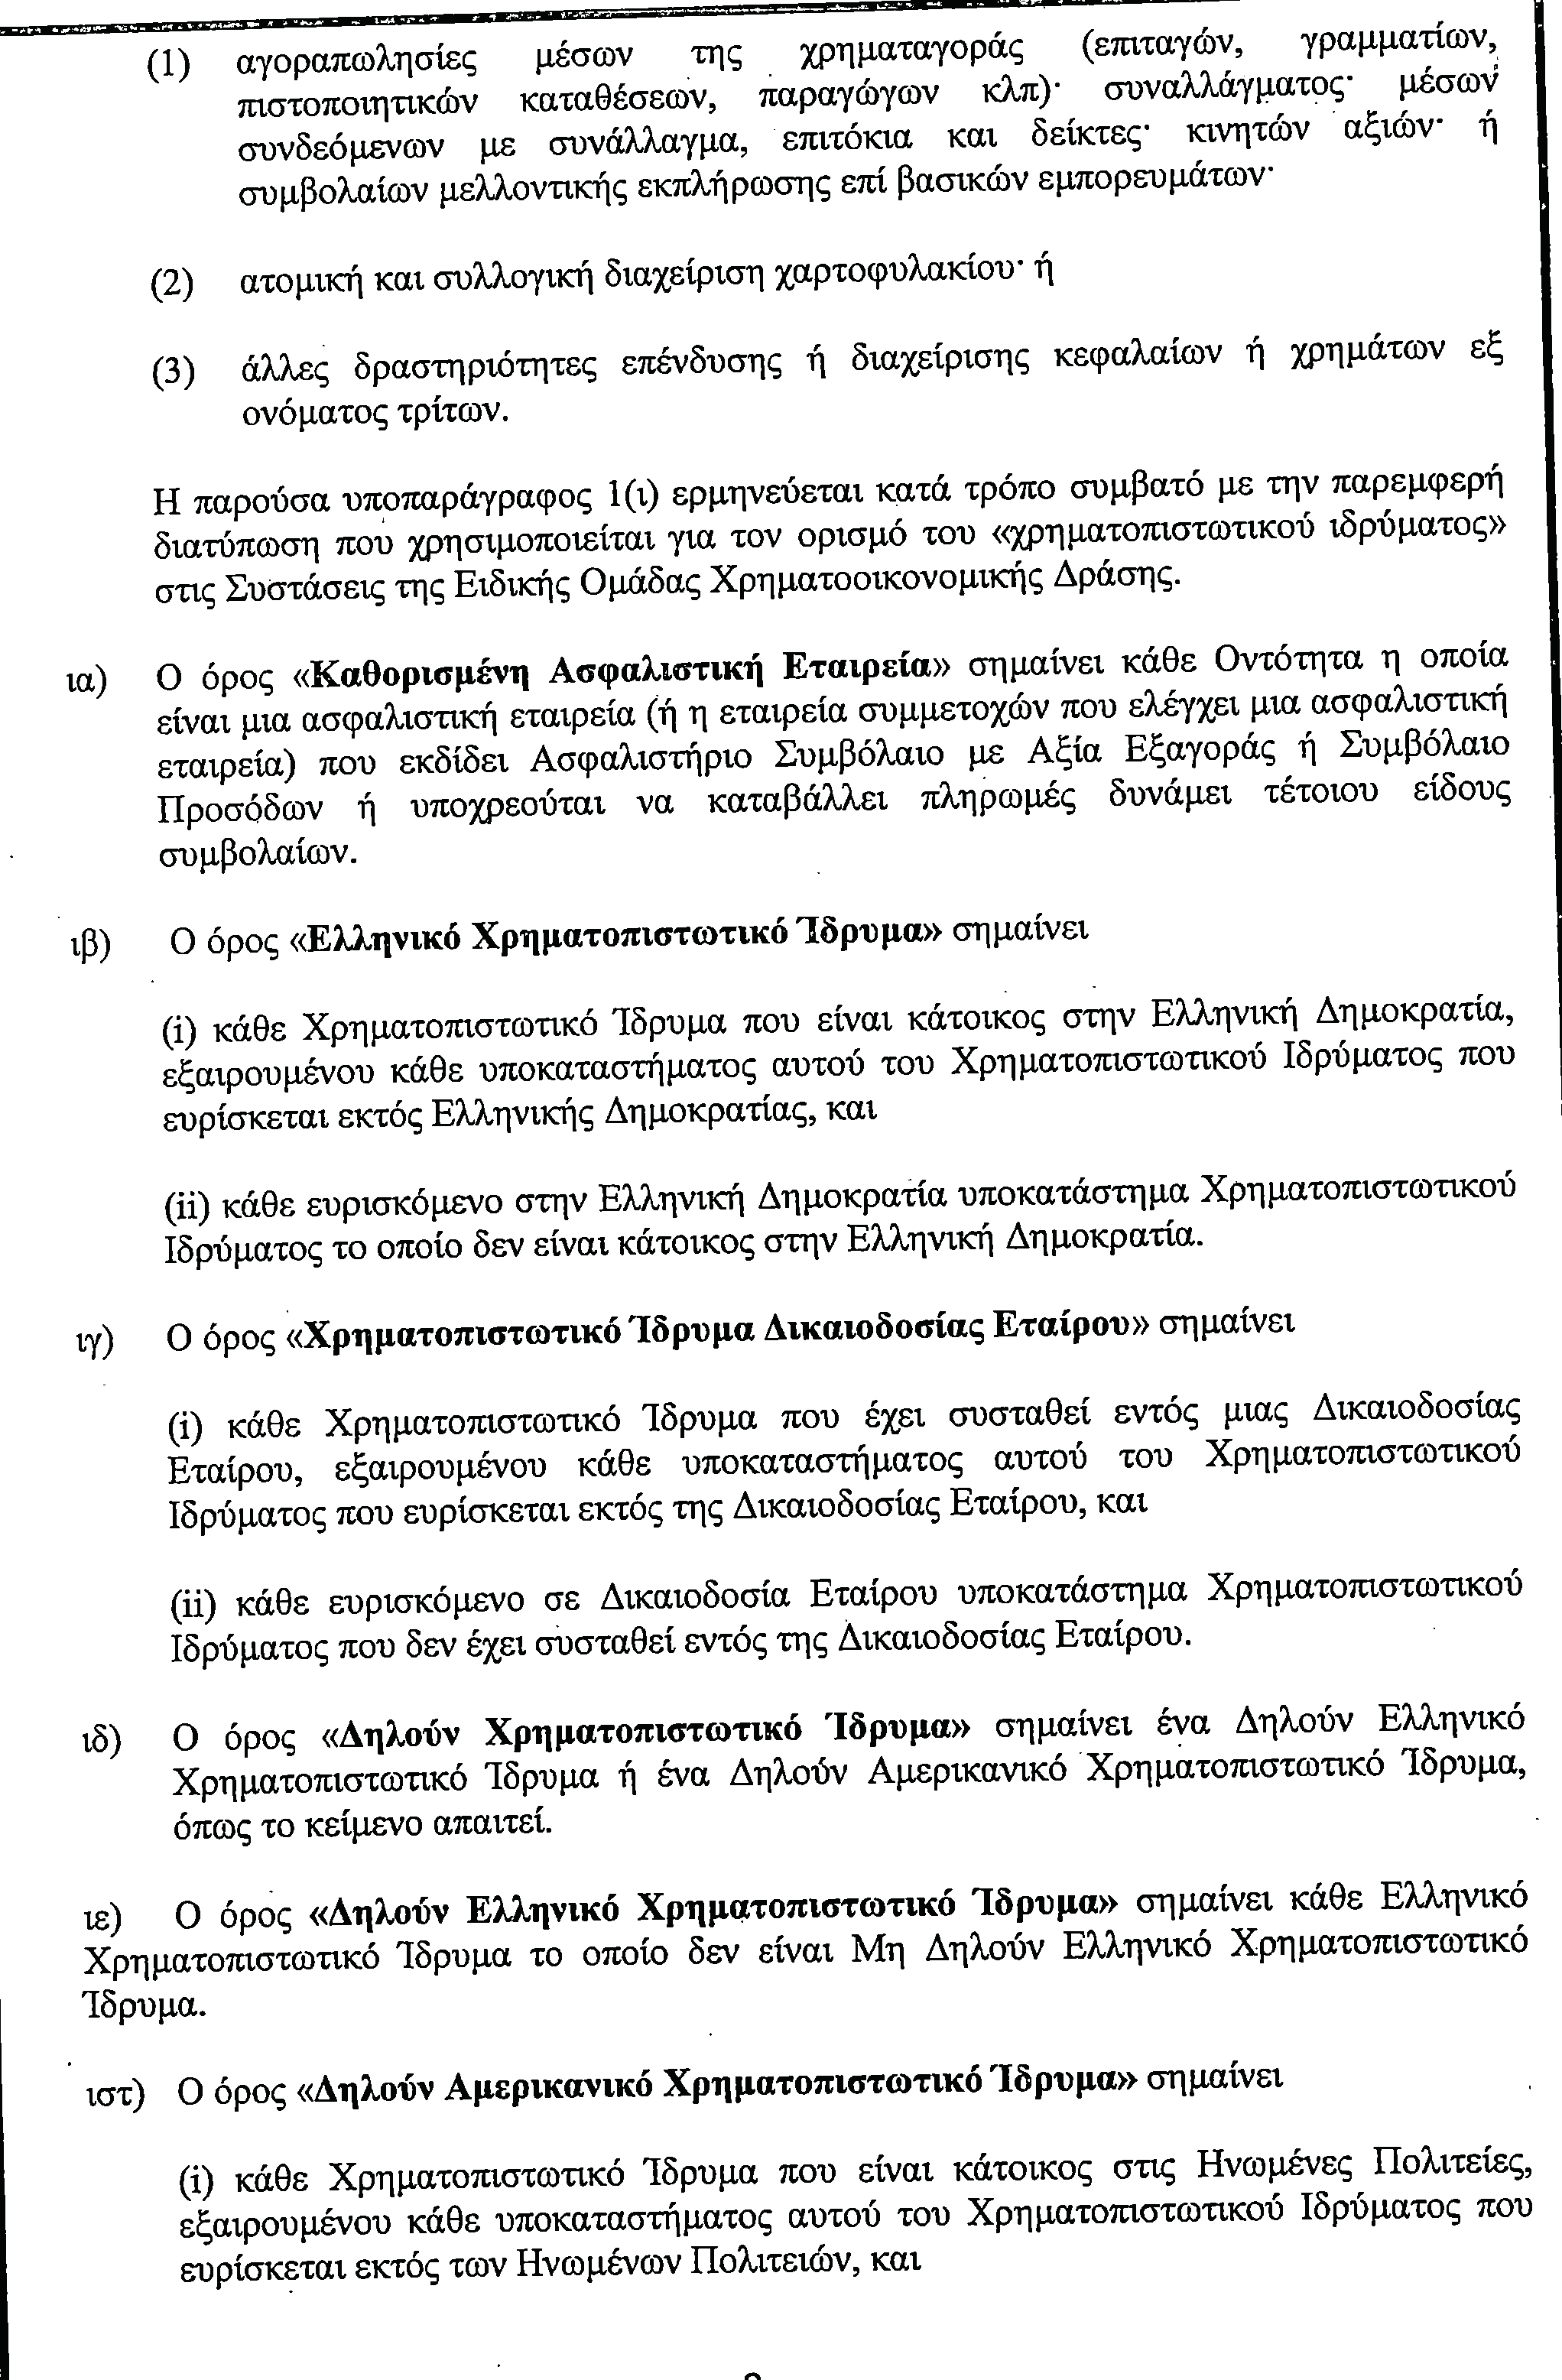 (1) αγοραπωλησίες μέσων της χρηματαγοράς (επιταγών, γραμματίων,
πιστοποιητικών καταθέσεων, παραγώγων κλπ)· συναλλάγματος· μέσων
συνδεόμενων με συνάλλαγμα, επιτόκια και δείκτες· κινητών αξιών· ή
συμβολαίων μελλοντικής εκπλήρωσης επί βασικών εμπορευμάτων·
(2) ατομική και συλλογική διαχείριση χαρτοφυλακίου· ή
(3) άλλες δραστηριότητες επένδυσης ή διαχείρισης κεφαλαίων ή χρημάτων εξ
ονόματος τρίτων.
Η παρούσα υποπαράγραφος 1(ι) ερμηνεύεται κατά τρόπο συμβατό με την παρεμφερή
διατύπωση που χρησιμοποιείται για τον ορισμό του «χρηματοπιστωτικού ιδρύματος»
στις Συστάσεις της Ειδικής Ομάδας Χρηματοοικονομικής Δράσης.
ια) Ο όρος «Καθορισμένη Ασφαλιστική Εταιρεία» σημαίνει κάθε Οντότητα η οποία
είναι μια ασφαλιστική εταιρεία (ή η εταιρεία συμμετοχών που ελέγχει μια ασφαλιστική
εταιρεία) που εκδίδει Ασφαλιστήριο Συμβόλαιο με Αξία Εξαγοράς ή Συμβόλαιο
Προσόδων ή υποχρεούται να καταβάλλει πληρωμές δυνάμει τέτοιου είδους
συμβολαίων.
ιβ) Ο όρος «Ελληνικό Χρηματοπιστωτικό Ίδρυμα» σημαίνει
(i) κάθε Χρηματοπιστωτικό Ίδρυμα που είναι κάτοικος στην Ελληνική Δημοκρατία,
εξαιρουμένου κάθε υποκαταστήματος αυτού του Χρηματοπιστωτικού Ιδρύματος που
ευρίσκεται εκτός Ελληνικής Δημοκρατίας, και
(ii) κάθε ευρισκόμενο στην Ελληνική Δημοκρατία υποκατάστημα Χρηματοπιστωτικού
Ιδρύματος το οποίο δεν είναι κάτοικος στην Ελληνική Δημοκρατία.
ιγ) Ο όρος «Χρηματοπιστωτικό Ίδρυμα Δικαιοδοσίας Εταίρου» σημαίνει
(i) κάθε Χρηματοπιστωτικό Ίδρυμα που έχει συσταθεί εντός μιας Δικαιοδοσίας
Εταίρου, εξαιρουμένου κάθε υποκαταστήματος αυτού του Χρηματοπιστωτικού
Ιδρύματος που ευρίσκεται εκτός της Δικαιοδοσίας Εταίρου, και
(ii) κάθε ευρισκόμενο σε Δικαιοδοσία Εταίρου υποκατάστημα Χρηματοπιστωτικού
Ιδρύματος που δεν έχει συσταθεί εντός της Δικαιοδοσίας Εταίρου.
ιδ) Ο όρος «Δηλούν Χρηματοπιστωτικό Ίδρυμα» σημαίνει ένα Δηλούν Ελληνικό
Χρηματοπιστωτικό Ίδρυμα ή ένα Δηλούν Αμερικανικό Χρηματοπιστωτικό Ίδρυμα,
όπως το κείμενο απαιτεί.
ιε) Ο όρος «Δηλούν Ελληνικό Χρηματοπιστωτικό Ίδρυμα» σημαίνει κάθε Ελληνικό
Χρηματοπιστωτικό Ίδρυμα το οποίο δεν είναι Μη Δηλούν Ελληνικό Χρηματοπιστωτικό
Ίδρυμα.
ιστ) Ο όρος «Δηλούν Αμερικανικό Χρηματοπιστωτικό Ίδρυμα» σημαίνει
(i) κάθε Χρηματοπιστωτικό Ίδρυμα που είναι κάτοικος στις Ηνωμένες Πολιτείες,
εξαιρουμένου κάθε υποκαταστήματος αυτού του Χρηματοπιστωτικού Ιδρύματος που
ευρίσκεται εκτός των Ηνωμένων Πολιτειών, και